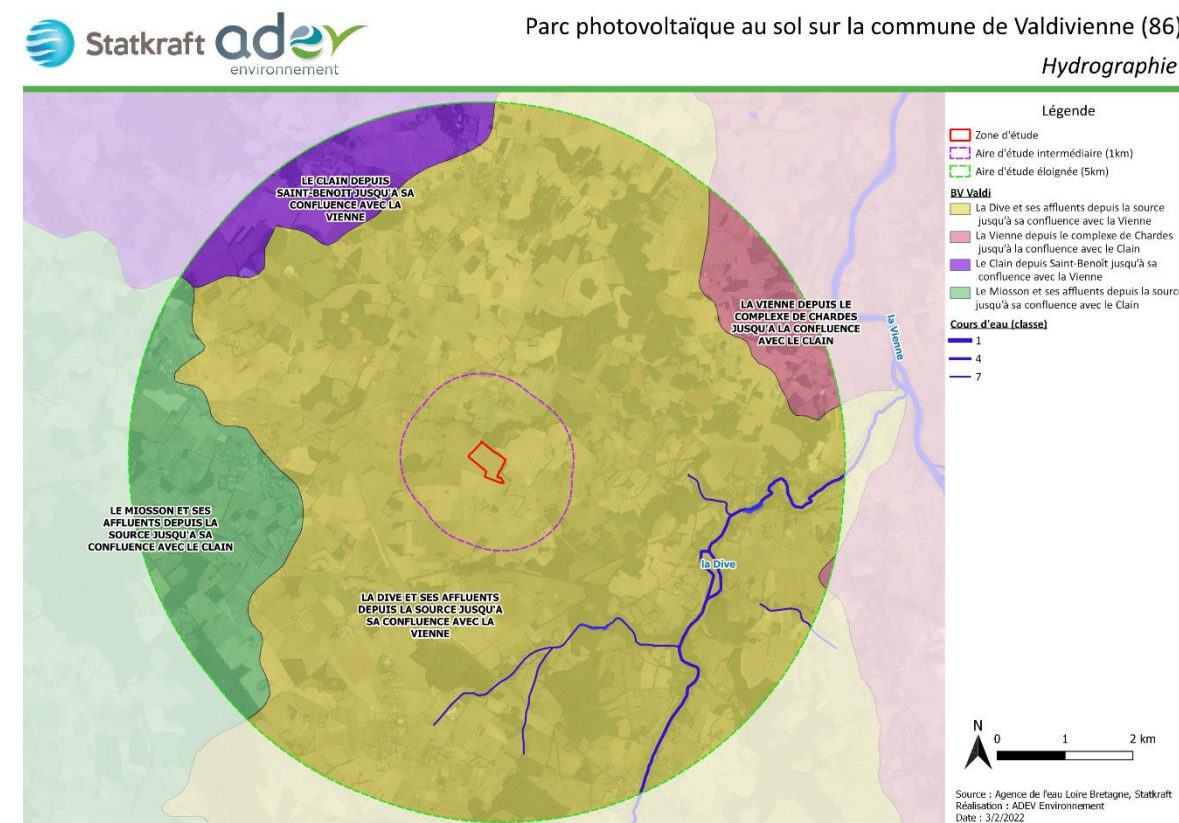 Statkraft
adev
environnement
Parc photovoltaïque au sol sur la commune de Valdivienne (86)
Hydrographie
LE CLAIN DEPUIS
SAINT-BENOIT JUSQU'A SA
CONFLUENCE AVEC LA
VIENNE
LA VIENNE DEPUIS LE
COMPLEXE DE CHARDES
JUSQU'A LA CONFLUENCE
AVEC LE CLAIN
la Vienne
LE MIOSSON ET SES
AFFLUENTS DEPUIS LA
SOURCE JUSQU'A SA
CONFLUENCE AVEC LE CLAIN
la Dive
LA DIVE ET SES AFFLUENTS
DEPUIS LA SOURCE JUSQU'A
SA CONFLUENCE AVEC LA
VIENNE
Légende
Zone d'étude
Aire d'étude intermédiaire (1km)
Aire d'étude éloignée (5km)
BV Valdi
La Dive et ses affluents depuis la source
jusqu'à sa confluence avec la Vienne
La Vienne depuis le complexe de Chardes
jusqu'à la confluence avec le Clain
Le Clain depuis Saint-Benoît jusqu'à sa
confluence avec la Vienne
Le Miosson et ses affluents depuis la source
jusqu'à sa confluence avec le Clain
Cours d'eau (classe)
1
4
7
N
0 1 2 km
Source : Agence de l'eau Loire Bretagne, Statkraft
Réalisation : ADEV Environnement
Date : 3/2/2022